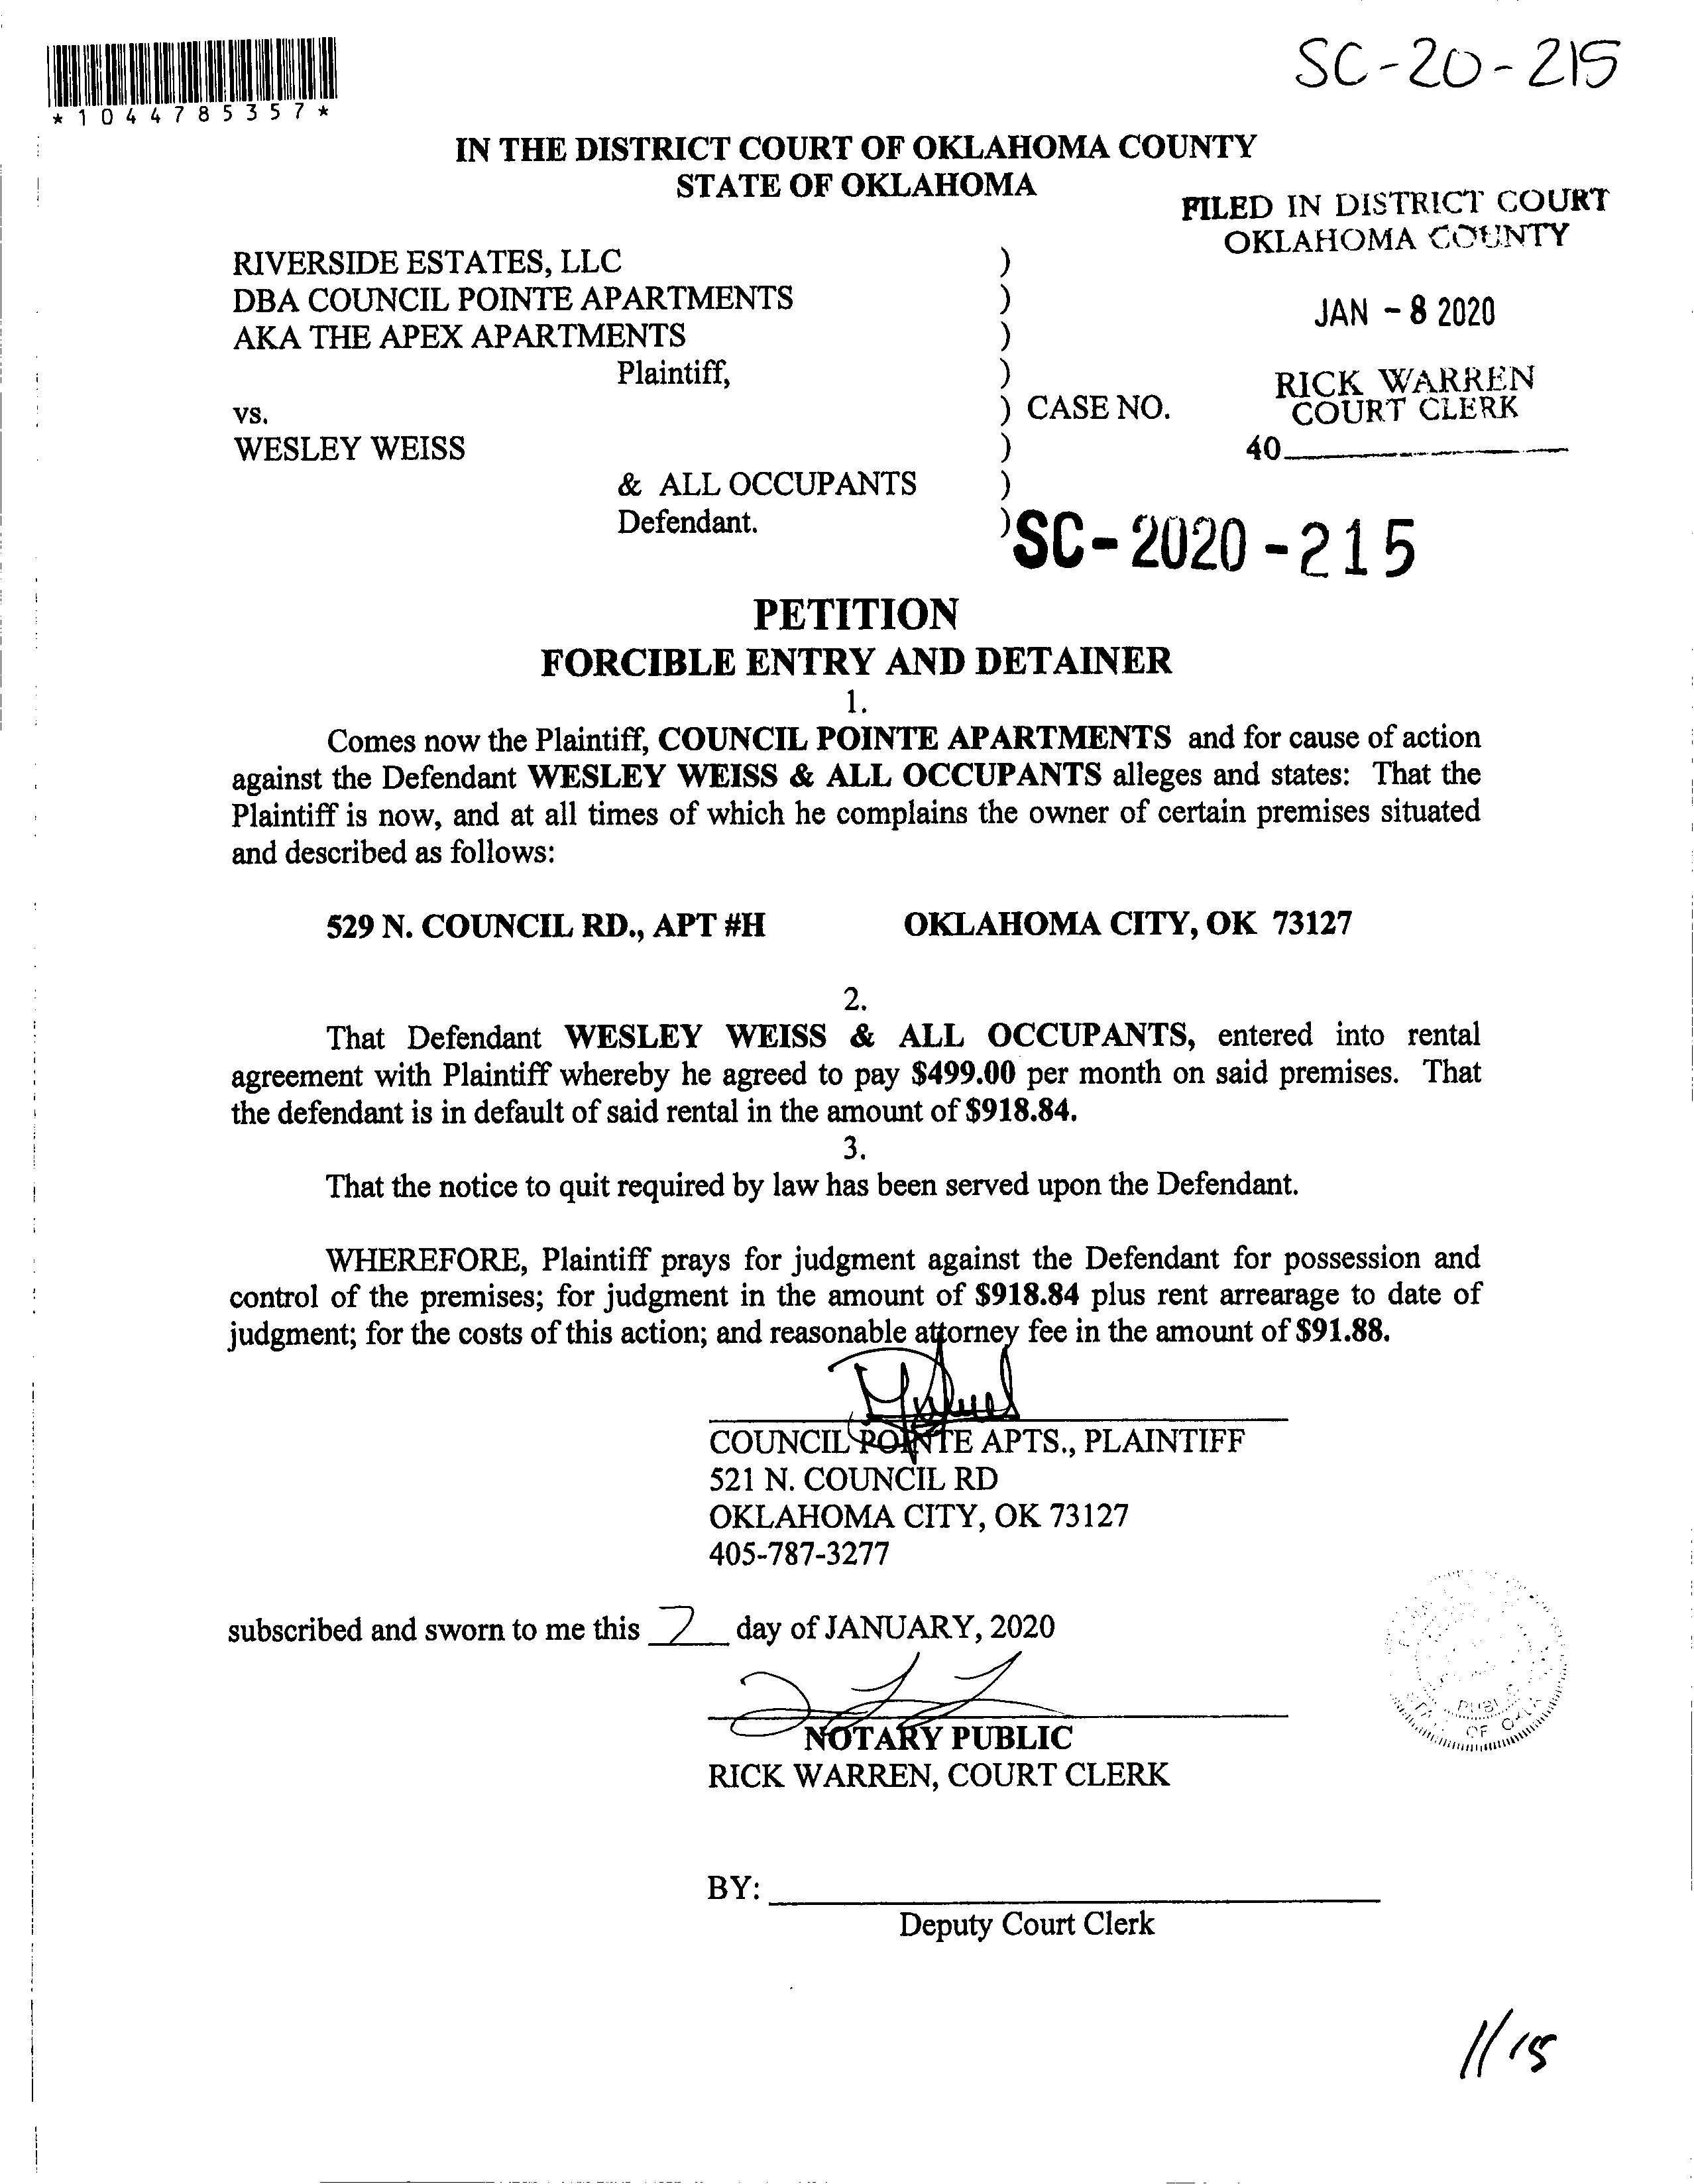 SC-20-215
*1044785357*
IN THE DISTRICT COURT OF OKLAHOMA COUNTY
STATE OF OKLAHOMA
FILED IN DISTRICT COURT
OKLAHOMA COUNTY
JAN - 8 2020
RICK WARREN
COURT CLERK
40
RIVERSIDE ESTATES, LLC )
DBA COUNCIL POINTE APARTMENTS )
AKA THE APEX APARTMENTS )
Plaintiff, )
vs. ) CASE NO.
WESLEY WEISS )
& ALL OCCUPANTS )
Defendant. )
SC-2020-215
PETITION
FORCIBLE ENTRY AND DETAINER
1.
Comes now the Plaintiff, COUNCIL POINTE APARTMENTS and for cause of action
against the Defendant WESLEY WEISS & ALL OCCUPANTS alleges and states: That the
Plaintiff is now, and at all times of which he complains the owner of certain premises situated
and described as follows:
529 N. COUNCIL RD., APT #H OKLAHOMA CITY, OK 73127
2.
That Defendant WESLEY WEISS & ALL OCCUPANTS, entered into rental
agreement with Plaintiff whereby he agreed to pay $499.00 per month on said premises. That
the defendant is in default of said rental in the amount of $918.84.
3.
That the notice to quit required by law has been served upon the Defendant.
WHEREFORE, Plaintiff prays for judgment against the Defendant for possession and
control of the premises; for judgment in the amount of $918.84 plus rent arrearage to date of
judgment; for the costs of this action; and reasonable attorney fee in the amount of $91.88.
COUNCIL POINTE APTS., PLAINTIFF
521 N. COUNCIL RD
OKLAHOMA CITY, OK 73127
405-787-3277
subscribed and sworn to me this 7 day of JANUARY, 2020
NOTARY PUBLIC
RICK WARREN, COURT CLERK
BY:
Deputy Court Clerk
PUBLIC
OF
1/15